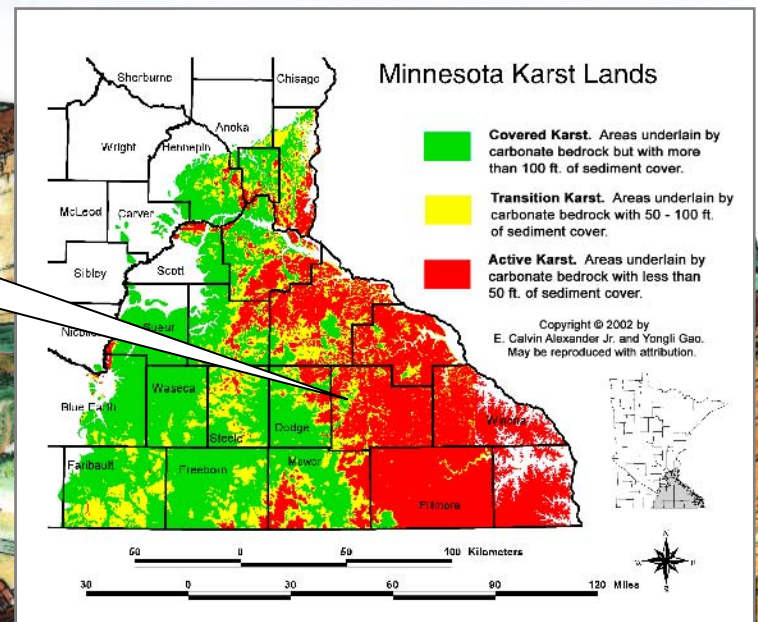 Minnesota Karst Lands
Covered Karst. Areas underlain by
carbonate bedrock but with more
than 100 ft. of sediment cover.
Transition Karst. Areas underlain by
carbonate bedrock with 50 - 100 ft.
of sediment cover.
Active Karst. Areas underlain by
carbonate bedrock with less than
50 ft. of sediment cover.
Copyright © 2002 by
E. Calvin Alexander Jr. and Yongli Gao.
May be reproduced with attribution.
Sherburne
Chisago
Anoka
Wright
Hennepin
McLeod
Carver
Scott
Sibley
Sueur
Blue Earth
Waseca
Steele
Dodge
Winona
Faribault
Freeborn
Mower
Fillmore
50 0 50 100 Kilometers
30 0 30 60 90 120 Miles
N
W
S